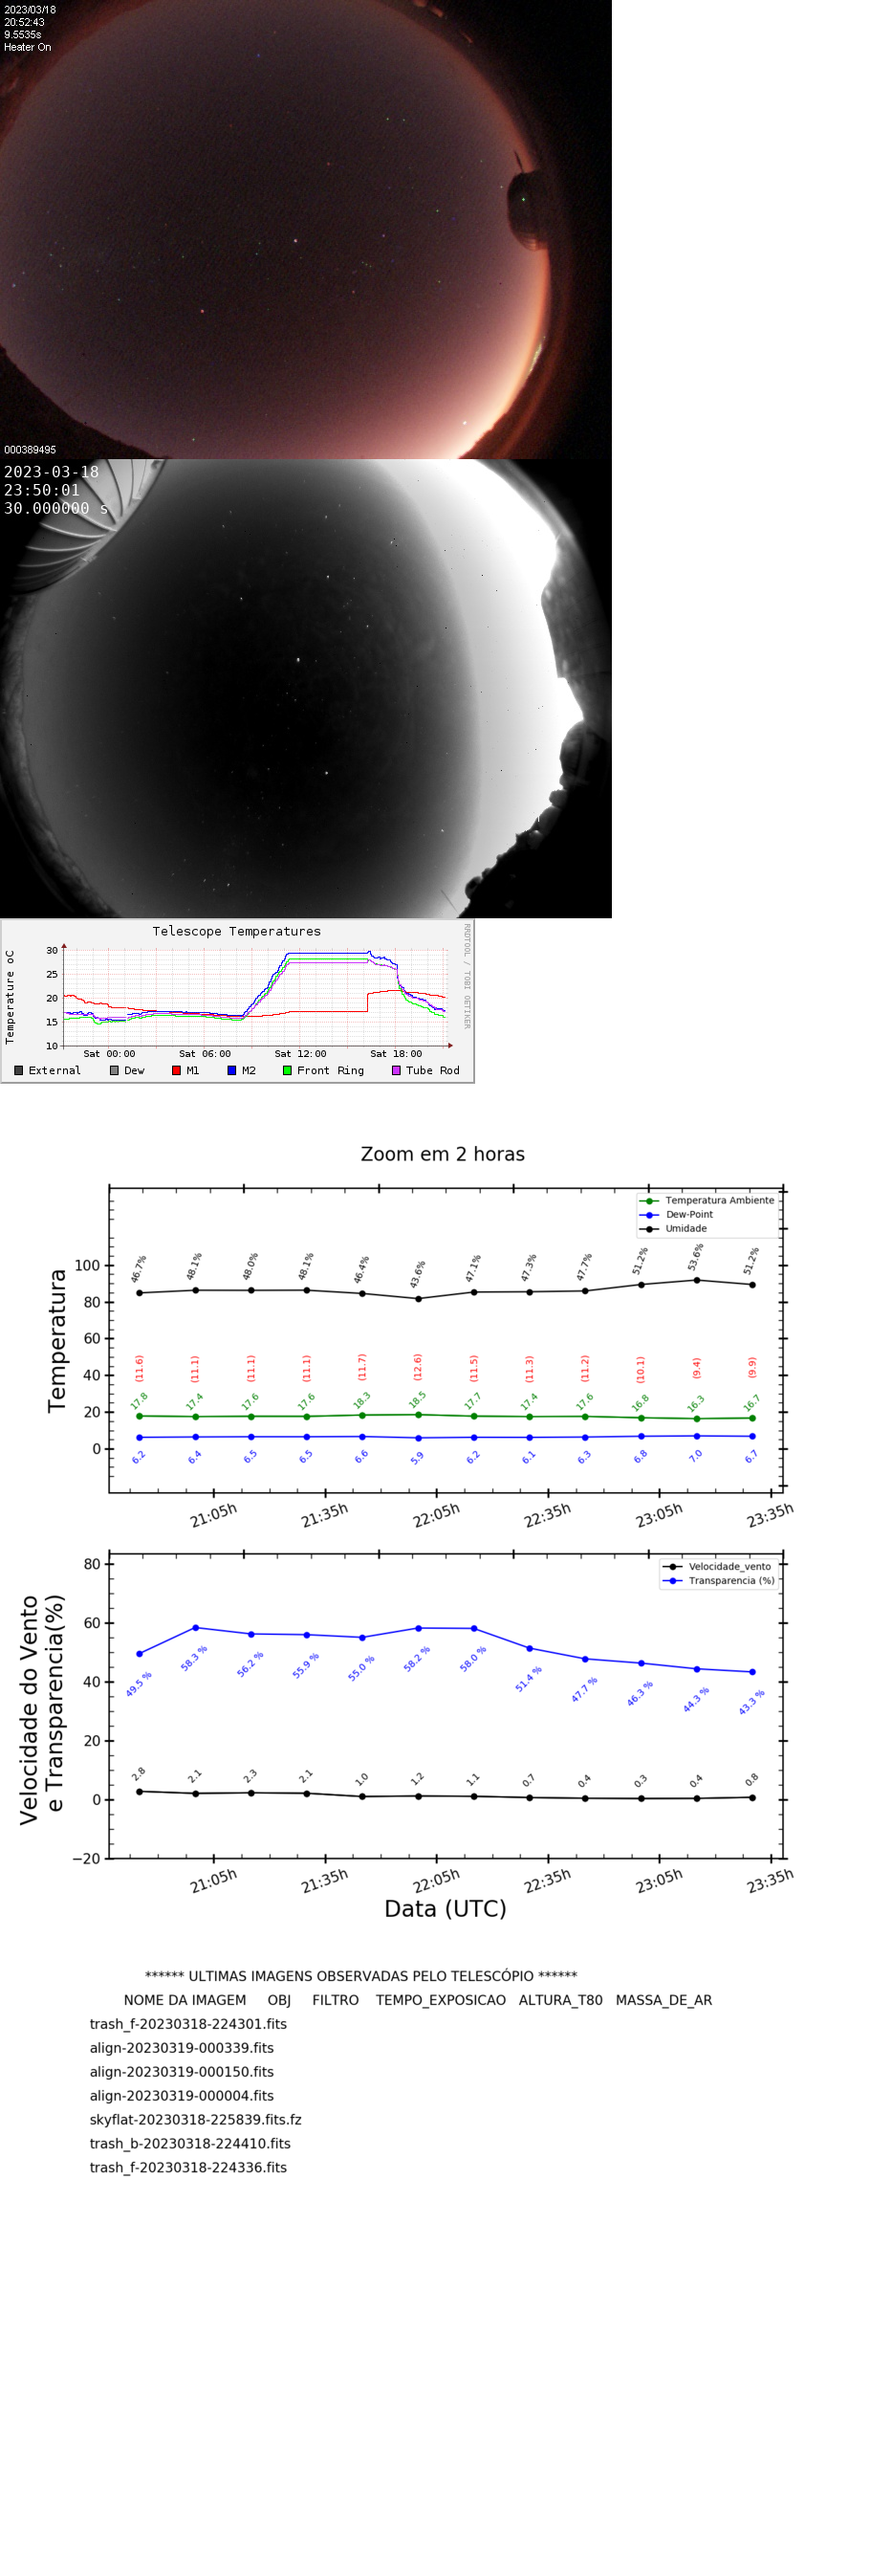 2023/03/18
20:52:43
9.5535s
Heater On
000389495
2023-03-18
23:50:01
30.000000 s
Telescope Temperatures
RRDTOOL / TOBI OETIKER
Temperature oC
30
25
20
15
10
Sat 00:00 Sat 06:00 Sat 12:00 Sat 18:00
External Dew M1 M2 Front Ring Tube Rod
Zoom em 2 horas
Temperatura Ambiente
Dew-Point
Umidade
Temperatura
100
80
60
40
20
0
46.7% 48.1% 48.0% 48.1% 46.4% 43.6% 47.1% 47.3% 47.7% 51.2% 53.6% 51.2%
(11.6) (11.1) (11.1) (11.1) (11.7) (12.6) (11.5) (11.3) (11.2) (10.1) (9.4) (9.9)
17.8 17.4 17.6 17.6 18.3 18.5 17.7 17.4 17.6 16.8 16.3 16.7
6.2 6.4 6.5 6.5 6.6 5.9 6.2 6.1 6.3 6.8 7.0 6.7
21:05h 21:35h 22:05h 22:35h 23:05h 23:35h
Velocidade_vento
Transparencia (%)
Velocidade do Vento
e Transparencia(%)
80
60
40
20
0
−20
49.5 % 58.3 % 56.2 % 55.9 % 55.0 % 58.2 % 58.0 % 51.4 % 47.7 % 46.3 % 44.3 % 43.3 %
2.8 2.1 2.3 2.1 1.0 1.2 1.1 0.7 0.4 0.3 0.4 0.8
21:05h 21:35h 22:05h 22:35h 23:05h 23:35h
Data (UTC)
****** ULTIMAS IMAGENS OBSERVADAS PELO TELESCÓPIO ******
NOME DA IMAGEM OBJ FILTRO TEMPO_EXPOSICAO ALTURA_T80 MASSA_DE_AR
trash_f-20230318-224301.fits
align-20230319-000339.fits
align-20230319-000150.fits
align-20230319-000004.fits
skyflat-20230318-225839.fits.fz
trash_b-20230318-224410.fits
trash_f-20230318-224336.fits